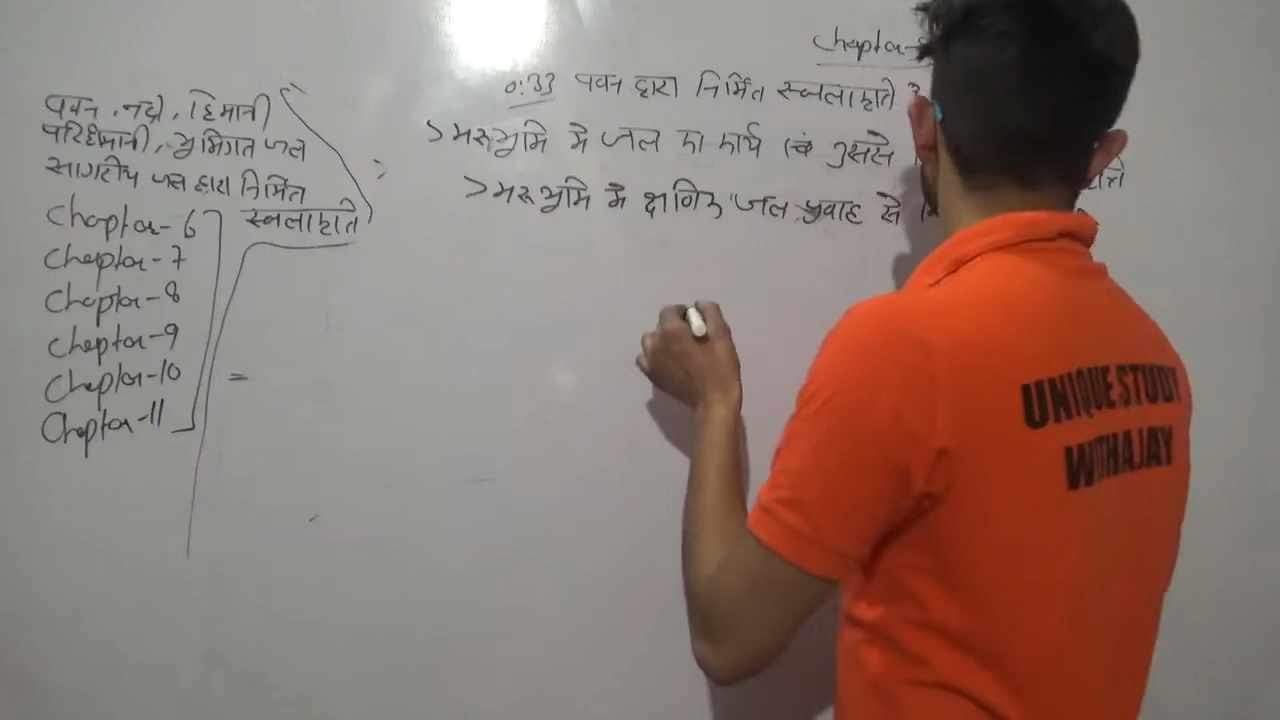 पवन, नदी, हिमानी
परिहिमानी, भूमिगत जल
सागरीय जल द्वारा निर्मित
स्थलाकृति
Chapter-6
Chapter-7
Chapter-8
Chapter-9
Chapter-10
Chapter-11
=
Chapter-
0:33 पवन द्वारा निर्मित स्थलाकृति
> मरुभूमि में जल का कार्य एवं उससे
> मरुभूमि में क्षणिक जल प्रवाह से
UNIQUE STUDY
WITH AJAY